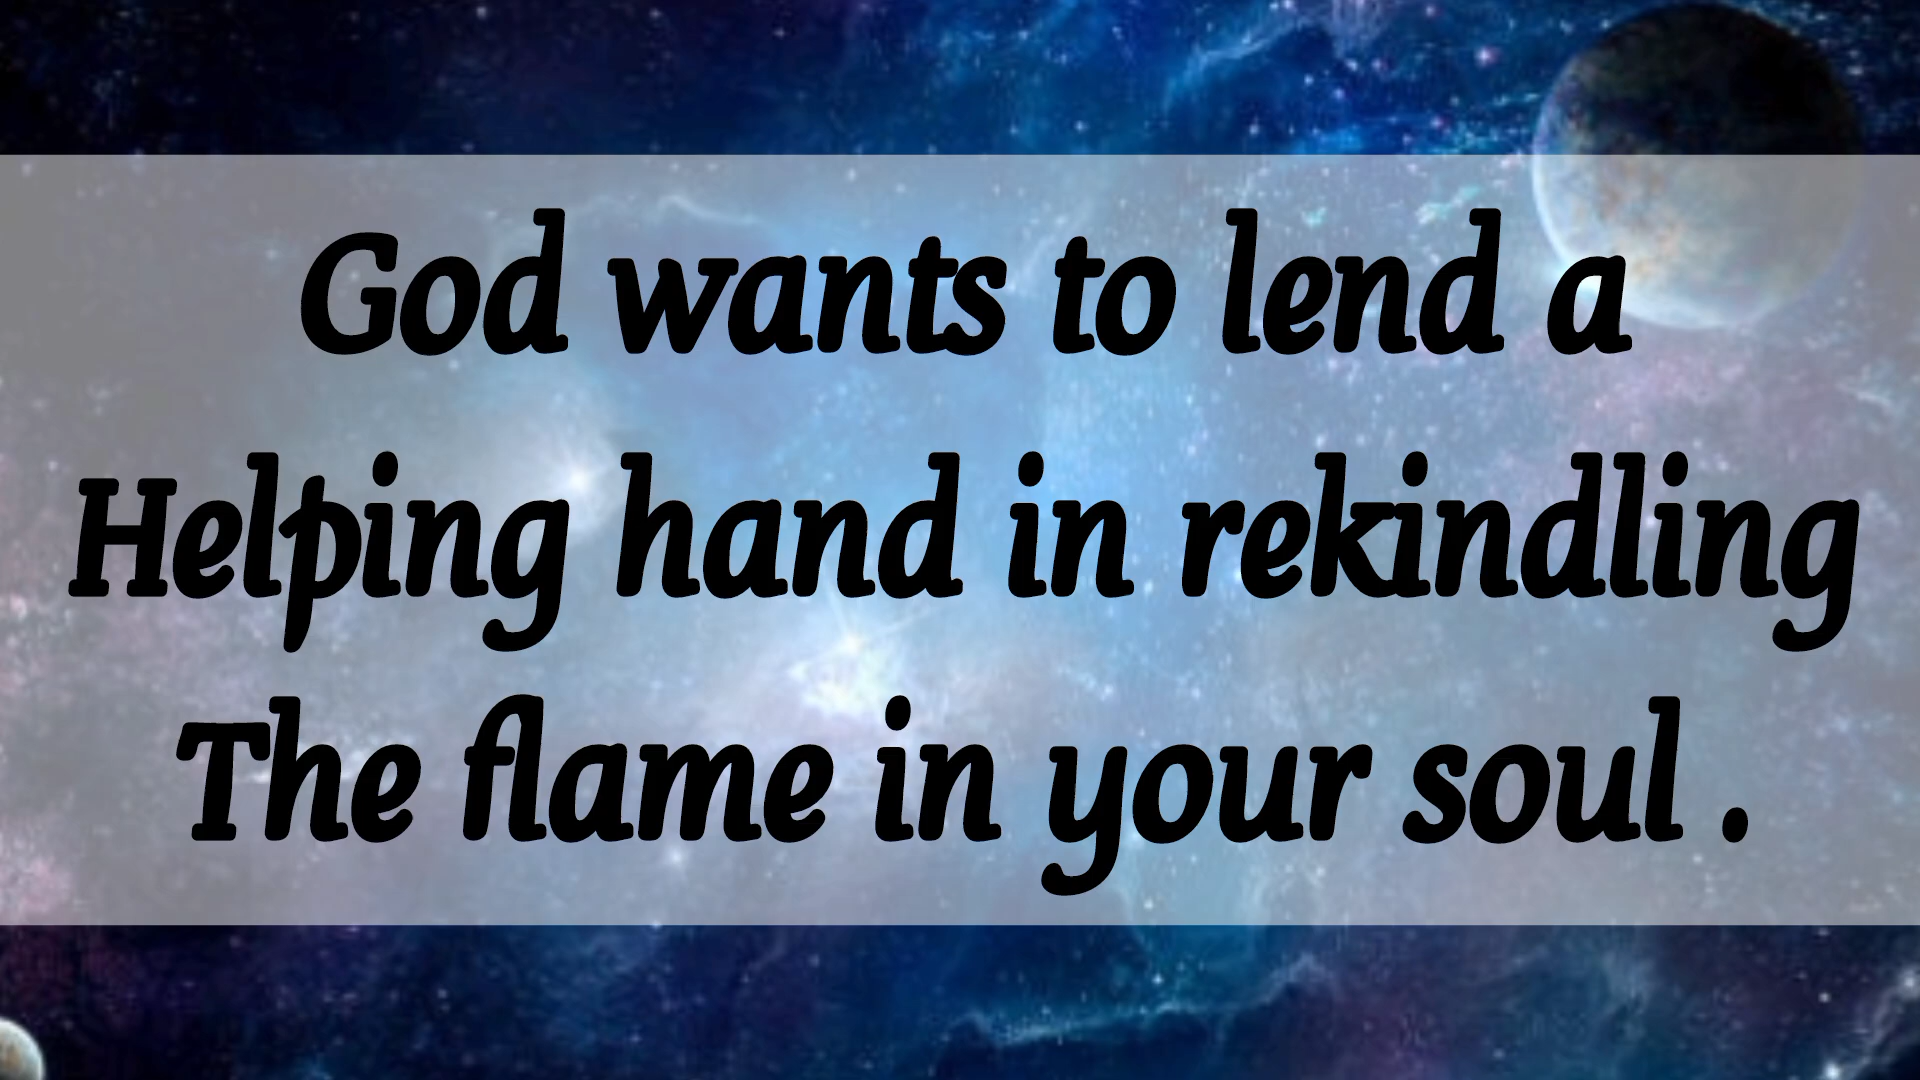 God wants to lend a
Helping hand in rekindling
The flame in your soul .